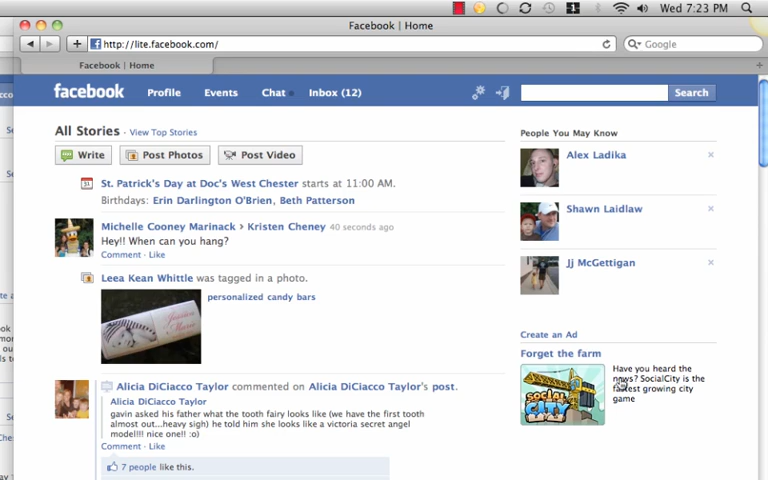 Wed 7:23 PM
Facebook | Home
http://lite.facebook.com/
Google
Facebook | Home
facebook Profile Events Chat Inbox (12) Search
All Stories · View Top Stories
Write Post Photos Post Video
St. Patrick's Day at Doc's West Chester starts at 11:00 AM.
Birthdays: Erin Darlington O'Brien, Beth Patterson
Michelle Cooney Marinack › Kristen Cheney 40 seconds ago
Hey!! When can you hang?
Comment · Like
Leea Kean Whittle was tagged in a photo.
personalized candy bars
Alicia DiCiacco Taylor commented on Alicia DiCiacco Taylor's post.
Alicia DiCiacco Taylor
gavin asked his father what the tooth fairy looks like (we have the first tooth
almost out...heavy sigh) he told him she looks like a victoria secret angel
model!!! nice one!! :o)
Comment · Like
7 people like this.
People You May Know
Alex Ladika
Shawn Laidlaw
Jj McGettigan
Create an Ad
Forget the farm
SOCIAL
CITY
Have you heard the
news? SocialCity is the
fastest growing city
game